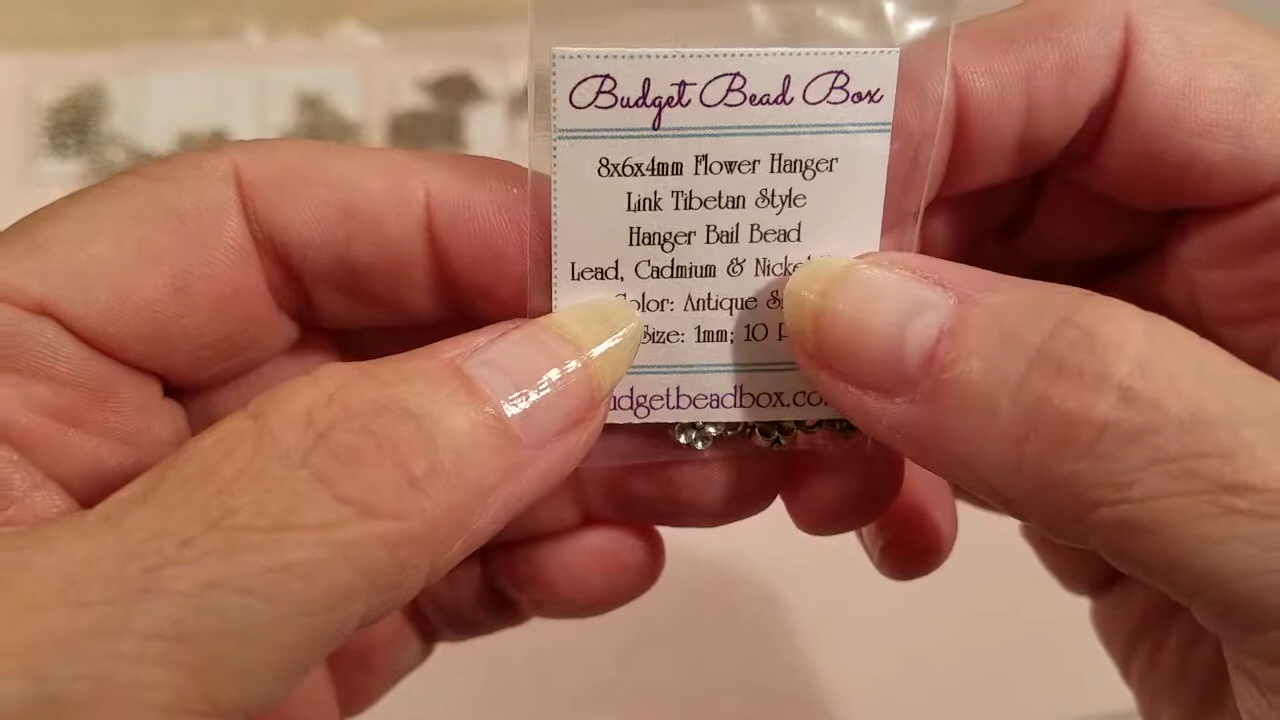 Budget Bead Box
8x6x4mm Flower Hanger
Link Tibetan Style
Hanger Bail Bead
Lead, Cadmium & Nickel
Color: Antique
Size: 1mm; 10
udgetbeadbox.co